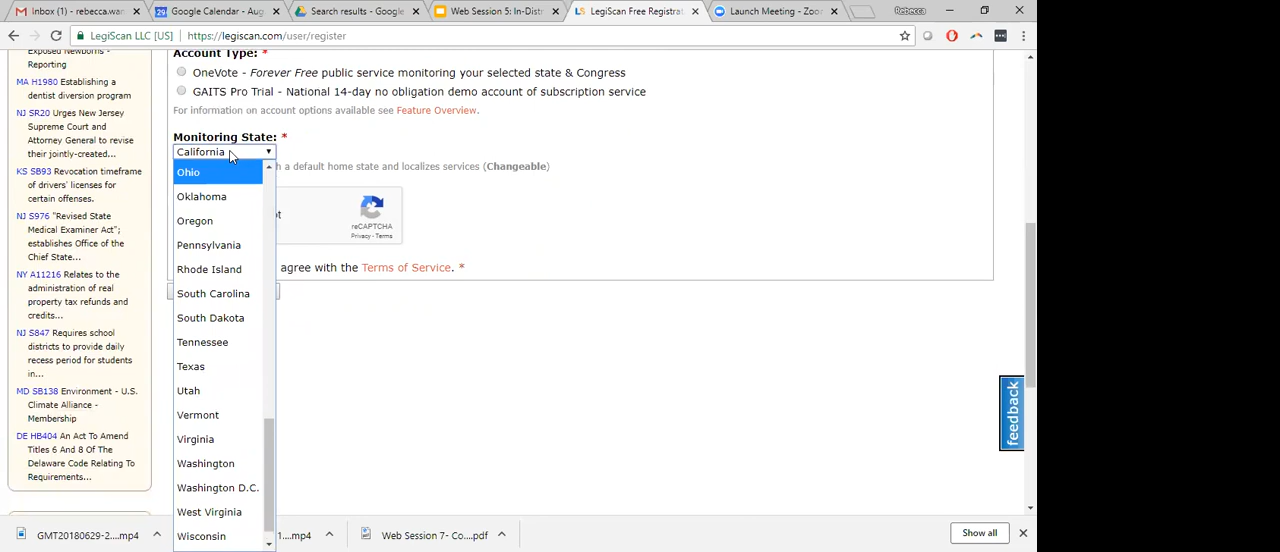 Inbox (1) - rebecca.wan
Google Calendar - Aug
Search results - Google
Web Session 5: In-Distr
LegiScan Free Registrat
Launch Meeting - Zoo
Rebecca
LegiScan LLC [US]
https://legiscan.com/user/register
Exposed Newborns -
Reporting
MA H1980 Establishing a
dentist diversion program
NJ SR20 Urges New Jersey
Supreme Court and
Attorney General to revise
their jointly-created...
KS SB93 Revocation timeframe
of drivers' licenses for
certain offenses.
NJ S976 "Revised State
Medical Examiner Act";
establishes Office of the
Chief State...
NY A11216 Relates to the
administration of real
property tax refunds and
credits...
NJ S847 Requires school
districts to provide daily
recess period for students
in...
MD SB138 Environment - U.S.
Climate Alliance -
Membership
DE HB404 An Act To Amend
Titles 6 And 8 Of The
Delaware Code Relating To
Requirements...
Account Type: *
OneVote - Forever Free public service monitoring your selected state & Congress
GAITS Pro Trial - National 14-day no obligation demo account of subscription service
For information on account options available see Feature Overview.
Monitoring State: *
California
h a default home state and localizes services (Changeable)
Ohio
Oklahoma
Oregon
Pennsylvania
Rhode Island
South Carolina
South Dakota
Tennessee
Texas
Utah
Vermont
Virginia
Washington
Washington D.C.
West Virginia
Wisconsin
ot
reCAPTCHA
Privacy - Terms
agree with the Terms of Service. *
feedback
GMT20180629-2....mp4
1....mp4
Web Session 7- Co....pdf
Show all